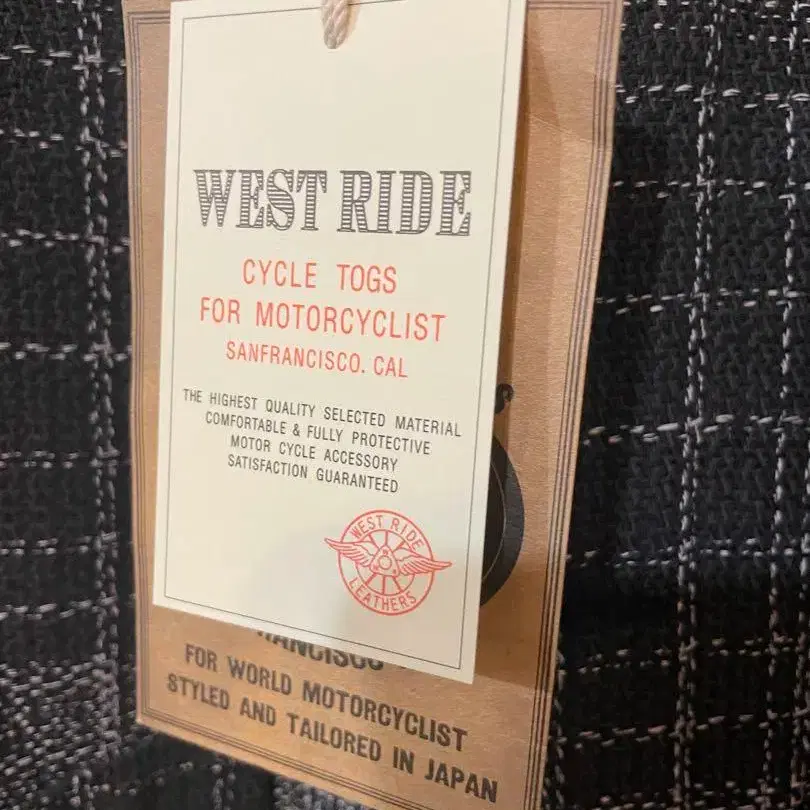 WEST RIDE
CYCLE TOGS
FOR MOTORCYCLIST
SANFRANCISCO. CAL
THE HIGHEST QUALITY SELECTED MATERIAL
COMFORTABLE & FULLY PROTECTIVE
MOTOR CYCLE ACCESSORY
SATISFACTION GUARANTEED
WEST RIDE
LEATHERS
FOR WORLD MOTORCYCLIST
STYLED AND TAILORED IN JAPAN